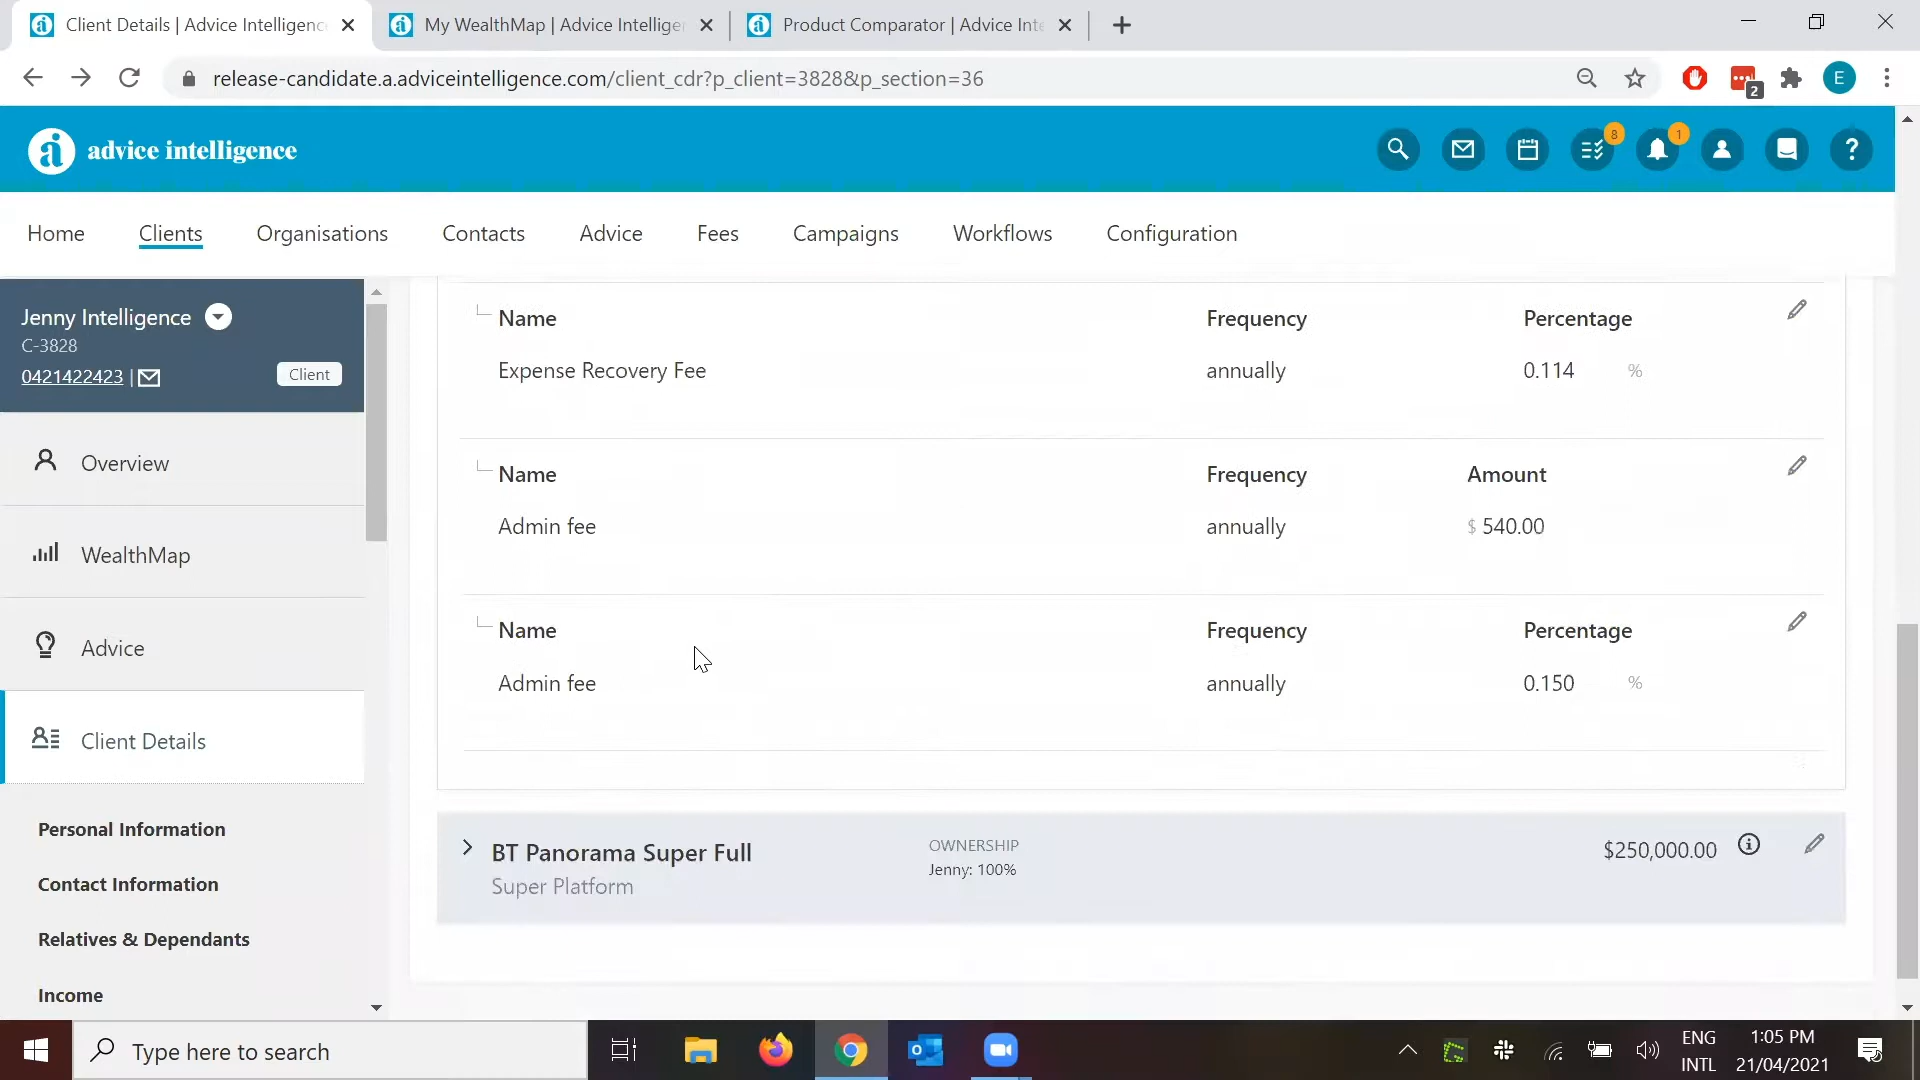 Client Details | Advice Intelligenc
My WealthMap | Advice Intellige
Product Comparator | Advice Int
release-candidate.a.adviceintelligence.com/client_cdr?p_client=3828&p_section=36
2
E
advice intelligence
8
1
?
Home
Clients
Organisations
Contacts
Advice
Fees
Campaigns
Workflows
Configuration
Jenny Intelligence
C-3828
0421422423 |
Client
Overview
WealthMap
Advice
Client Details
Personal Information
Contact Information
Relatives & Dependants
Income
Name Frequency Percentage
Expense Recovery Fee annually 0.114 %
Name Frequency Amount
Admin fee annually $ 540.00
Name Frequency Percentage
Admin fee annually 0.150 %
BT Panorama Super Full
Super Platform
OWNERSHIP
Jenny: 100%
$250,000.00
Type here to search
ENG
INTL
1:05 PM
21/04/2021